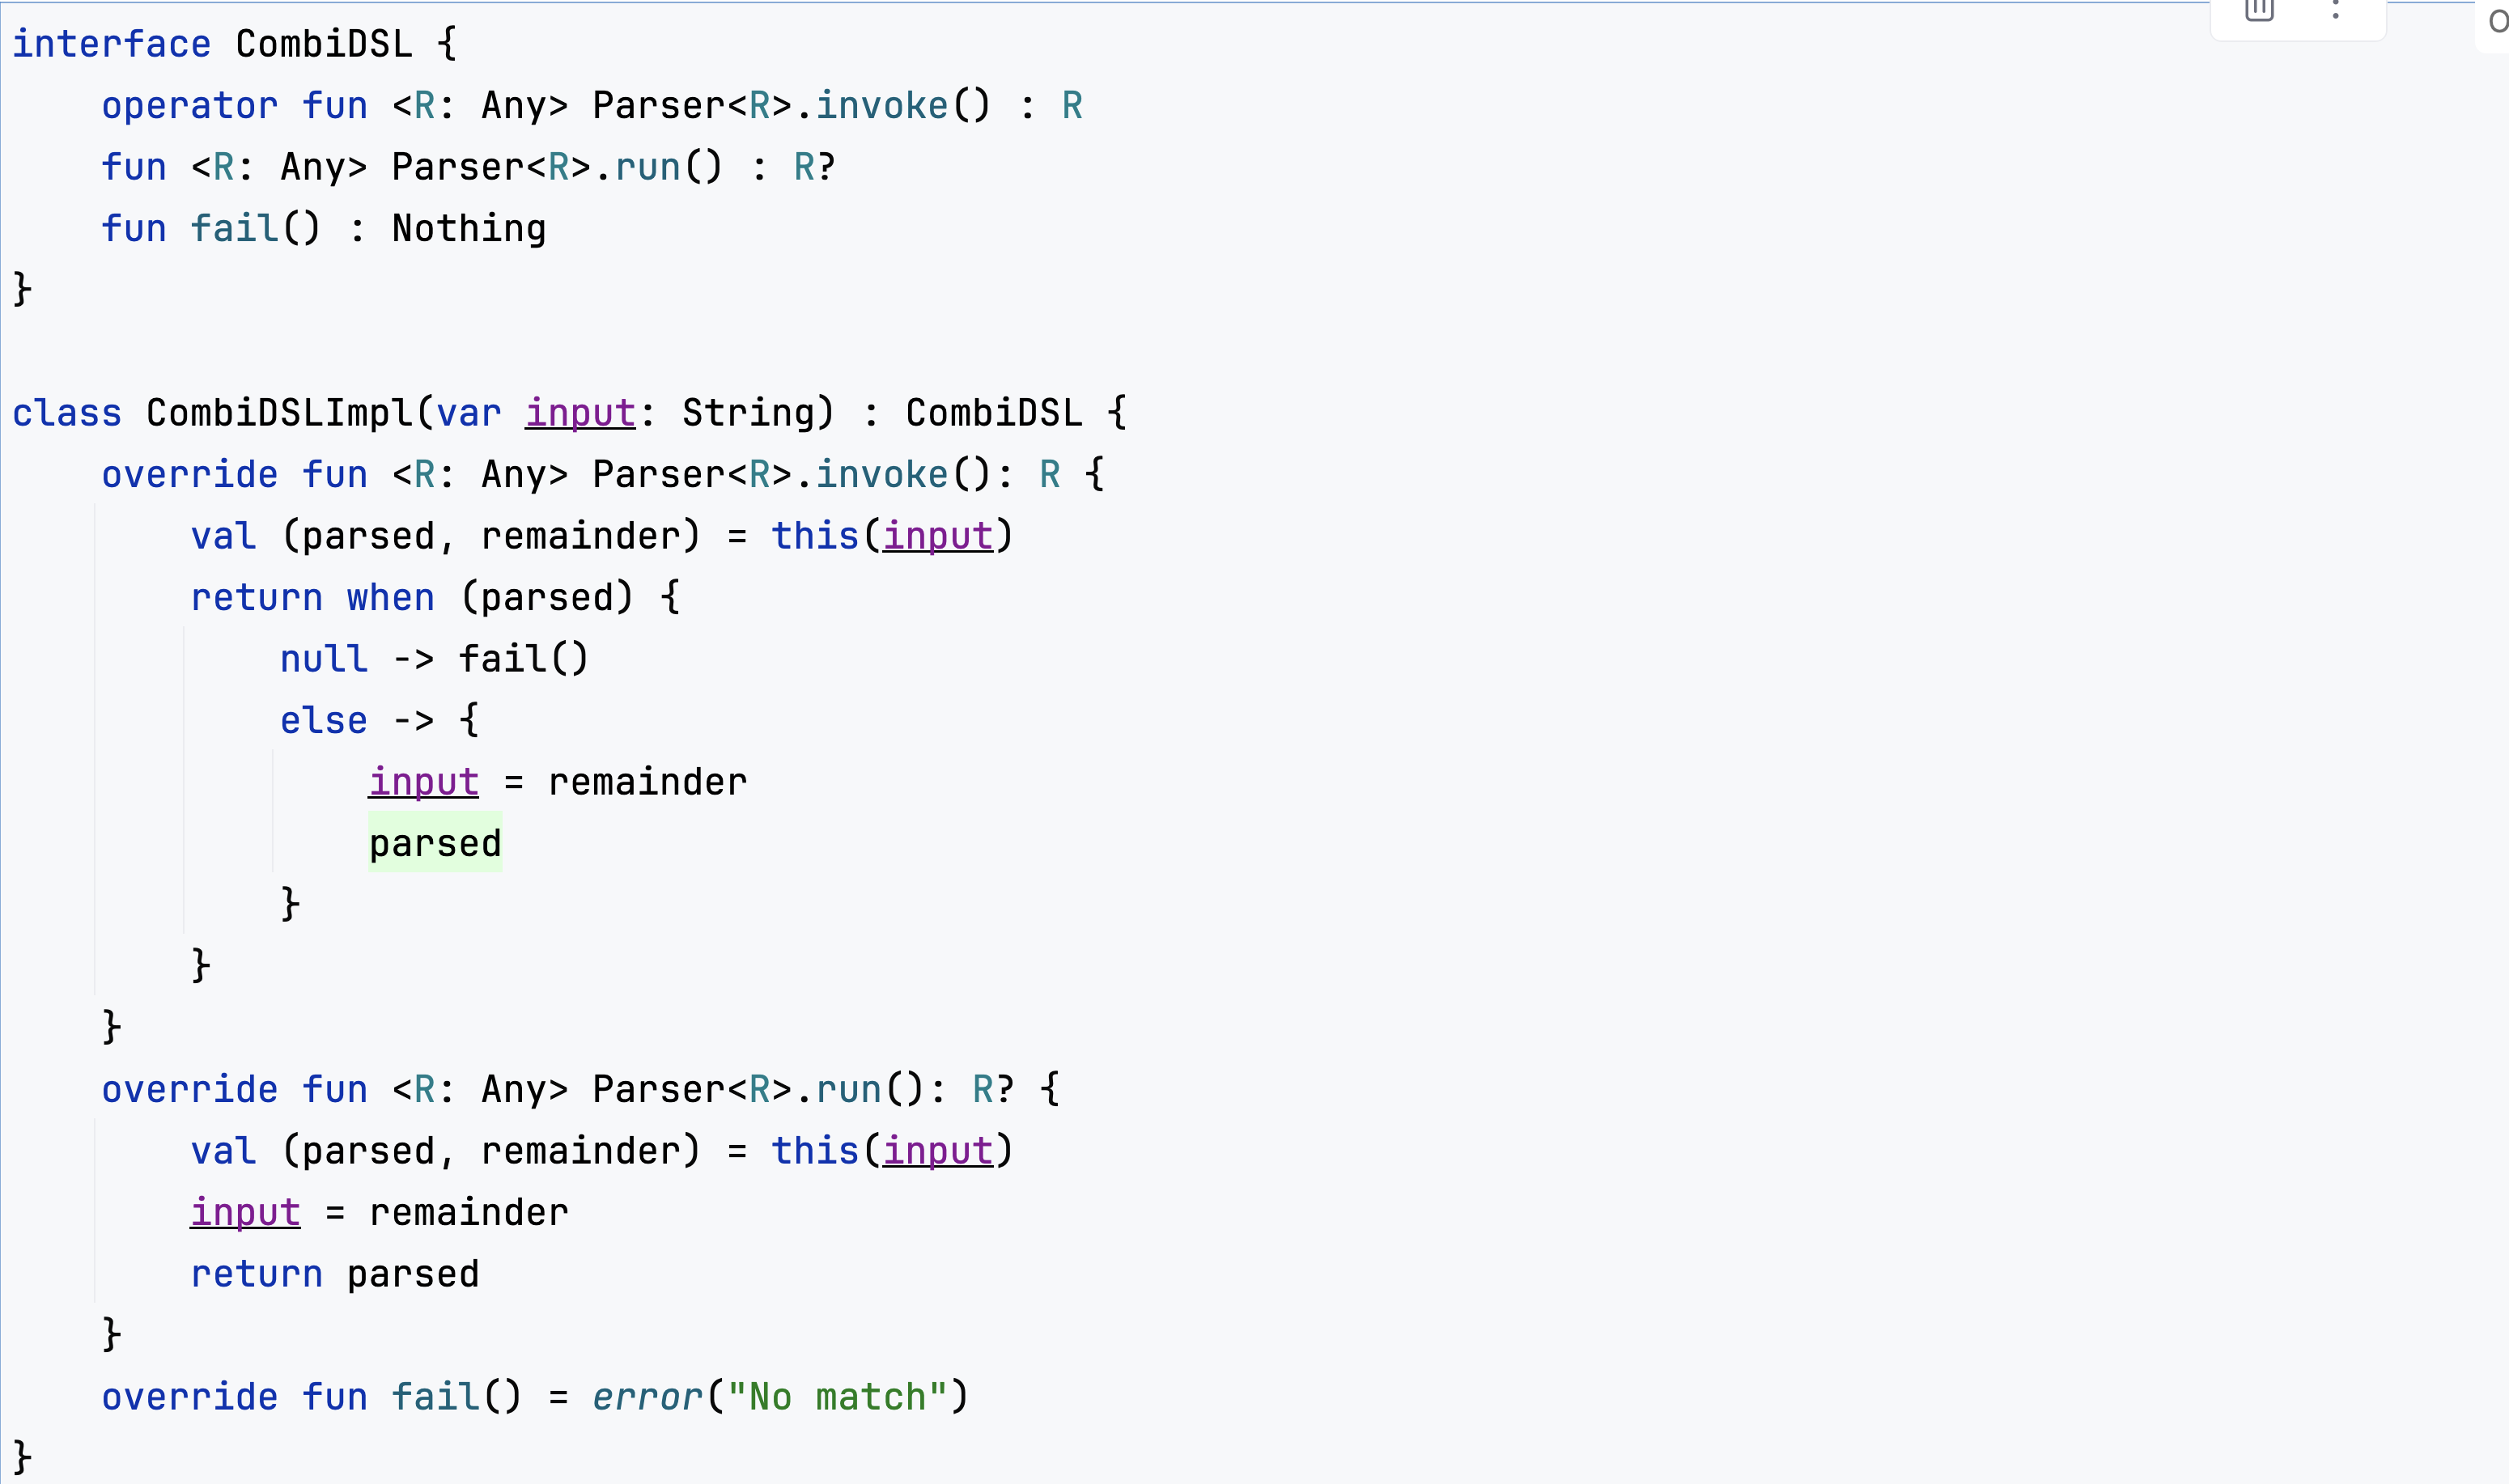 interface CombiDSL {
    operator fun <R: Any> Parser<R>.invoke() : R
    fun <R: Any> Parser<R>.run() : R?
    fun fail() : Nothing
}

class CombiDSLImpl(var input: String) : CombiDSL {
    override fun <R: Any> Parser<R>.invoke(): R {
        val (parsed, remainder) = this(input)
        return when (parsed) {
            null -> fail()
            else -> {
                input = remainder
                parsed
            }
        }
    }
    override fun <R: Any> Parser<R>.run(): R? {
        val (parsed, remainder) = this(input)
        input = remainder
        return parsed
    }
    override fun fail() = error("No match")
}